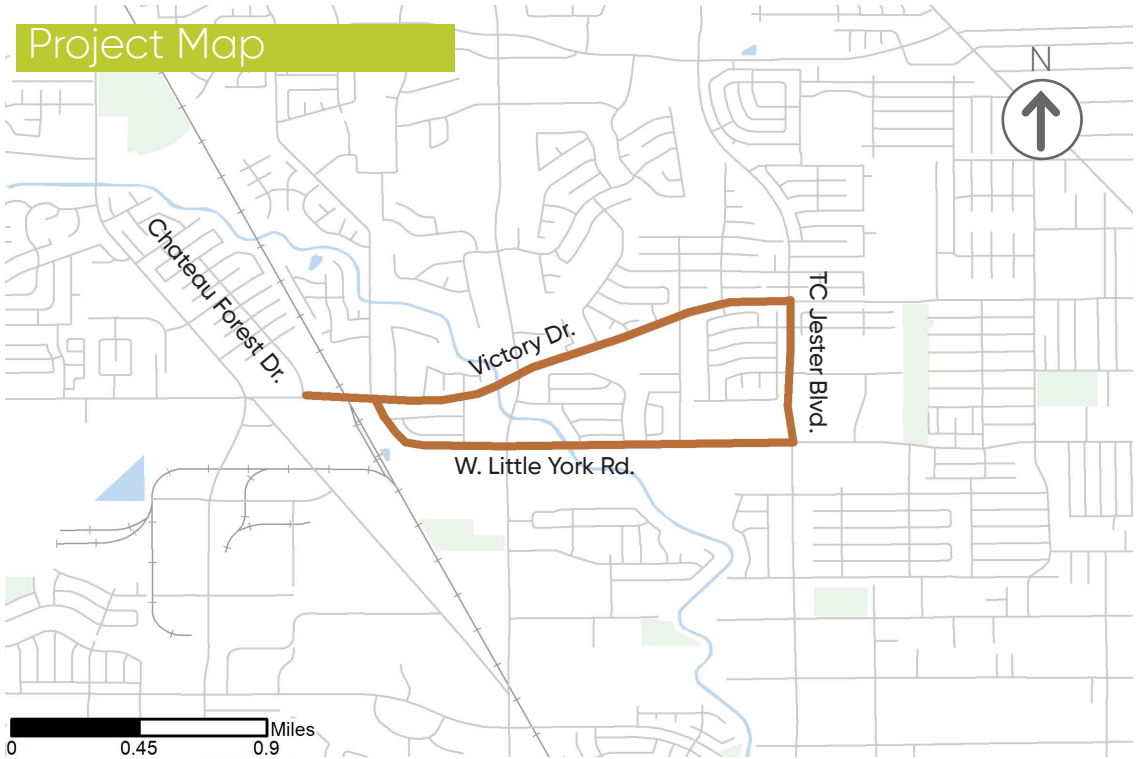 Project Map
N
Chateau Forest Dr.
TC Jester Blvd.
Victory Dr.
W. Little York Rd.
Miles
0 0.45 0.9